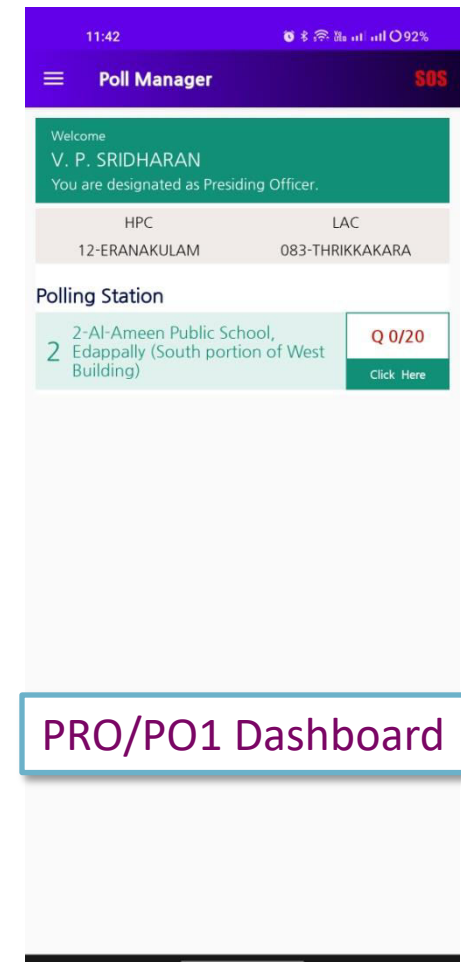 11:42 92%
Poll Manager SOS
Welcome
V. P. SRIDHARAN
You are designated as Presiding Officer.
HPC LAC
12-ERANAKULAM 083-THRIKKAKARA
Polling Station
2
2-Al-Ameen Public School,
Edappally (South portion of West
Building)
Q 0/20
Click Here
PRO/PO1 Dashboard